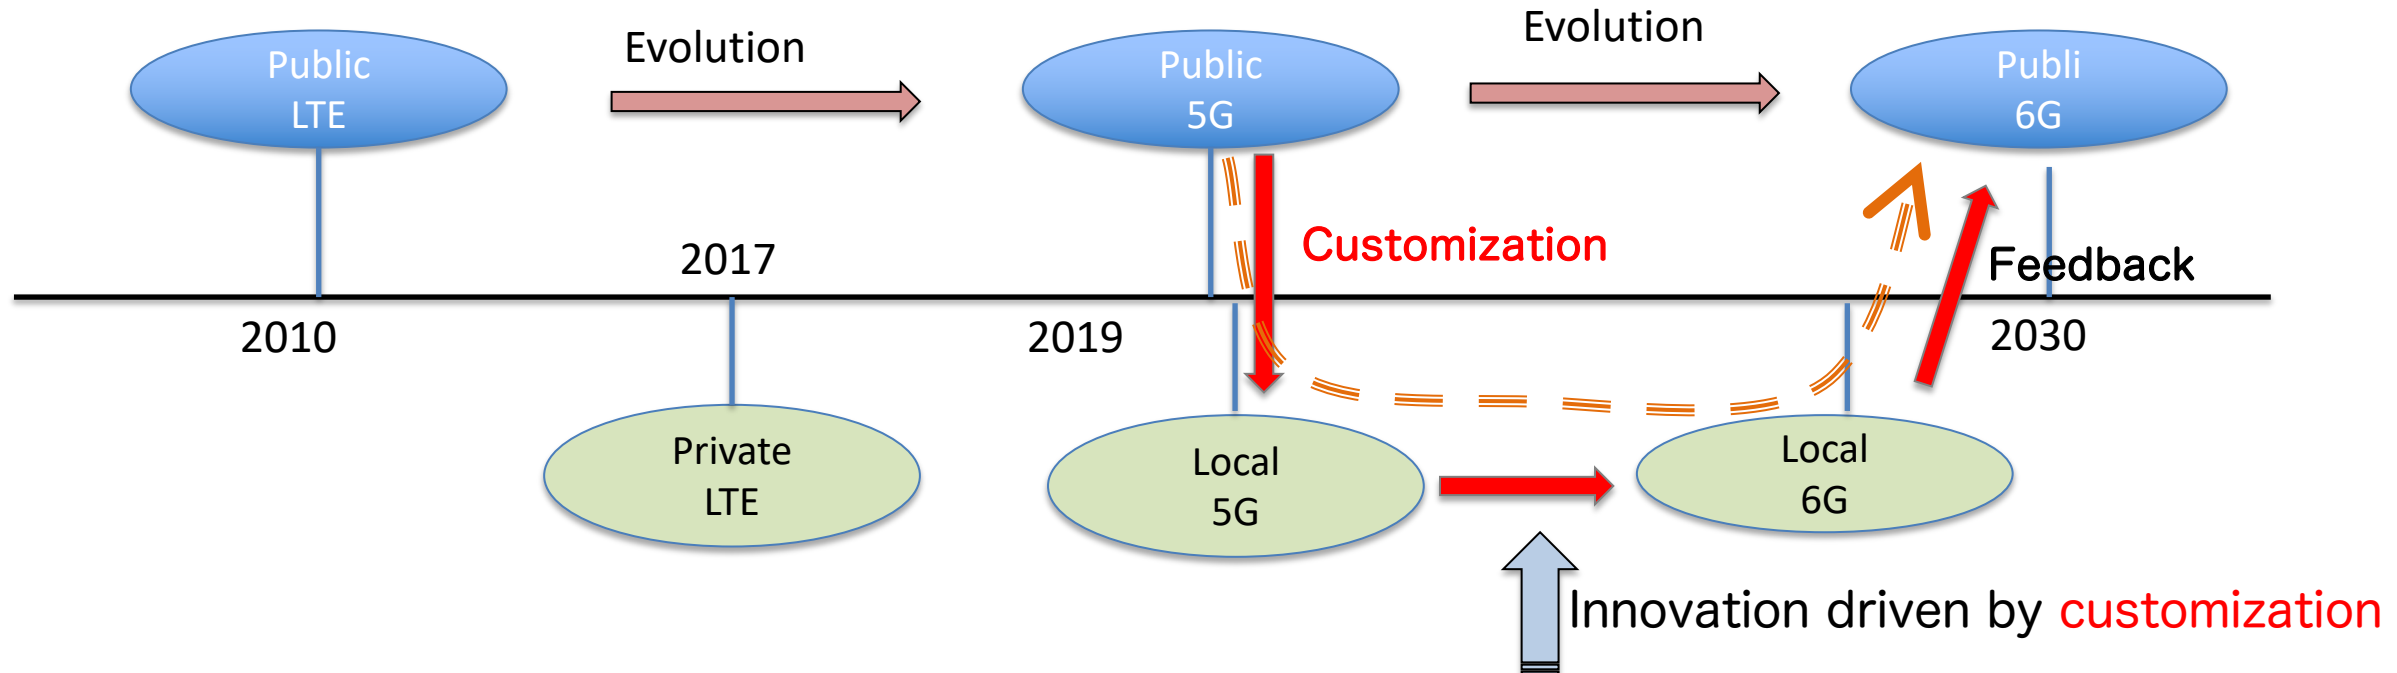 Public
LTE
Evolution
Public
5G
Evolution
Publi
6G
2017
Customization
Feedback
2010
2019
2030
Private
LTE
Local
5G
Local
6G
Innovation driven by customization